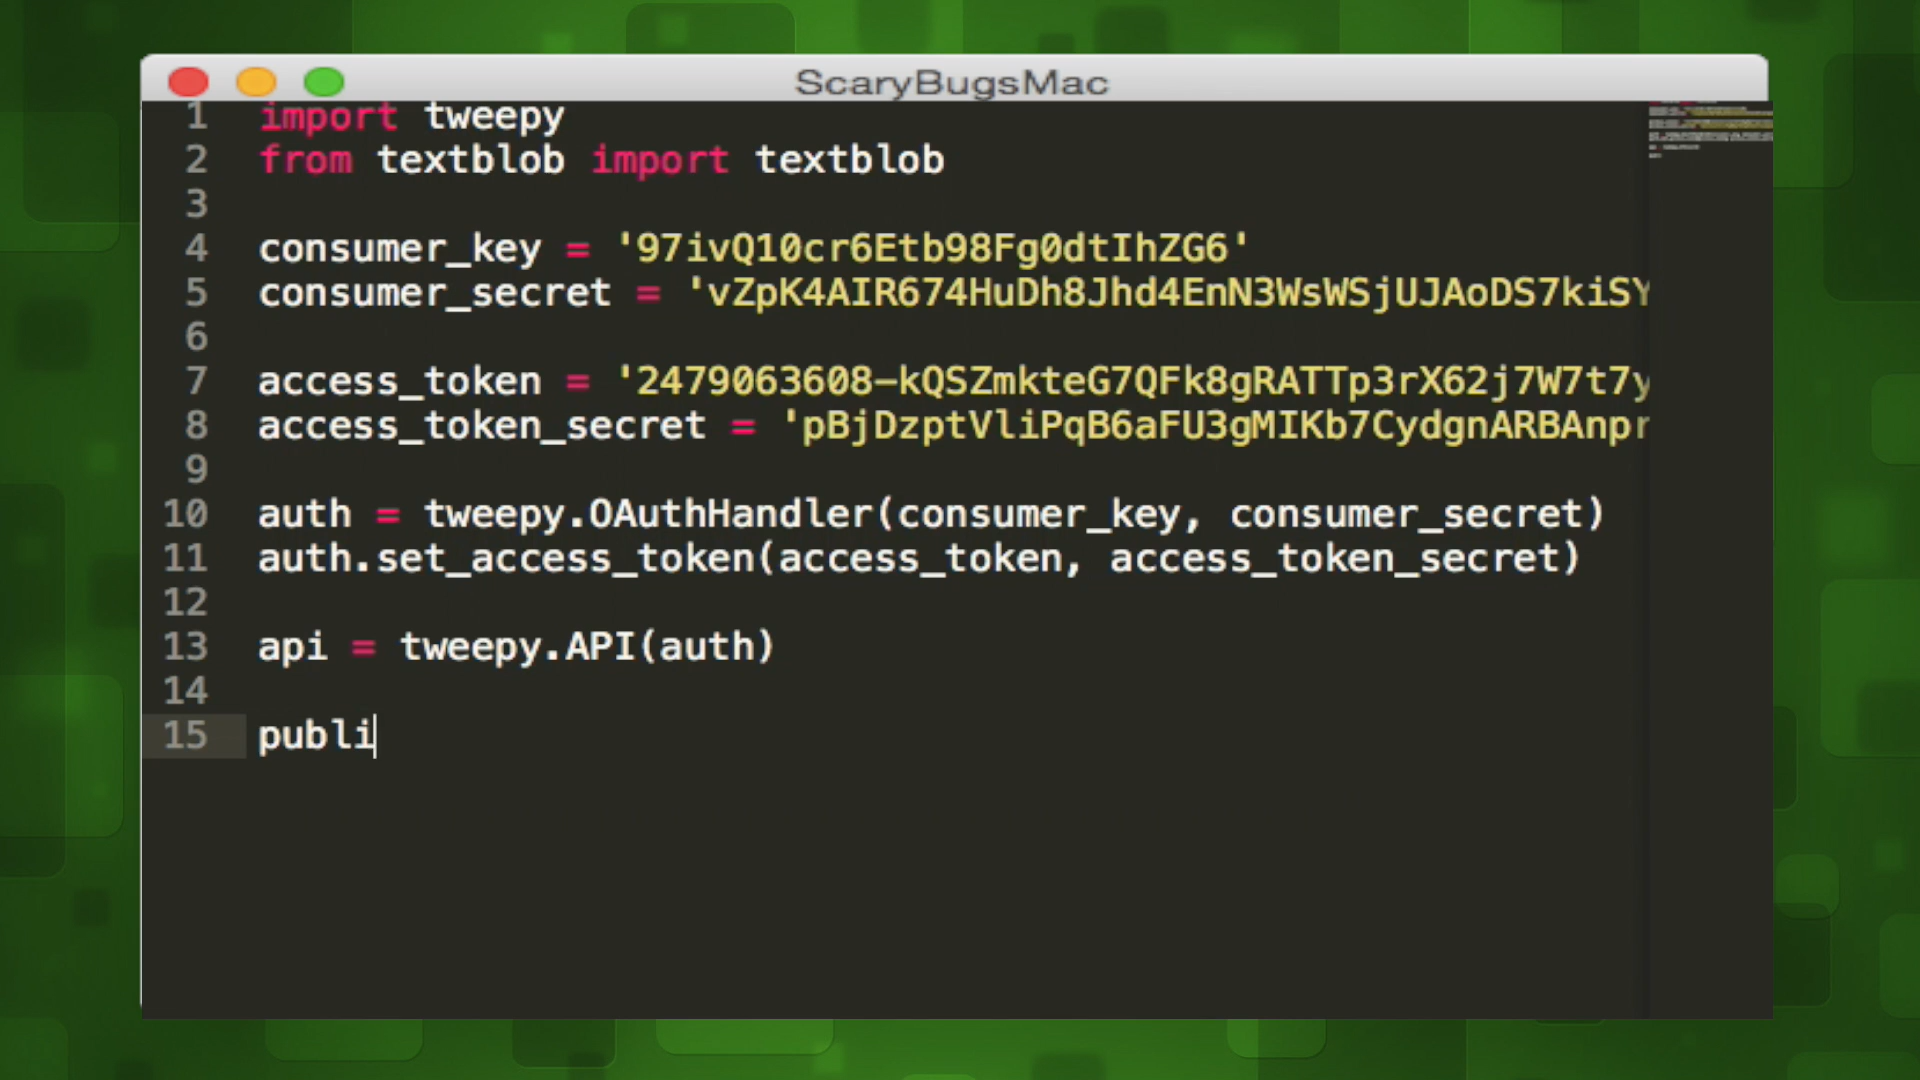 ScaryBugsMac
1 import tweepy
2 from textblob import textblob
3
4 consumer_key = '97ivQ10cr6Etb98Fg0dtIhZG6'
5 consumer_secret = 'vZpK4AIR674HuDh8Jhd4EnN3WsWSjUJAoDS7kiSY
6
7 access_token = '2479063608-kQSZmkteG7QFk8gRATTp3rX62j7W7t7y
8 access_token_secret = 'pBjDzptVliPqB6aFU3gMIKb7CydgnARBAnpr
9
10 auth = tweepy.OAuthHandler(consumer_key, consumer_secret)
11 auth.set_access_token(access_token, access_token_secret)
12
13 api = tweepy.API(auth)
14
15 publi